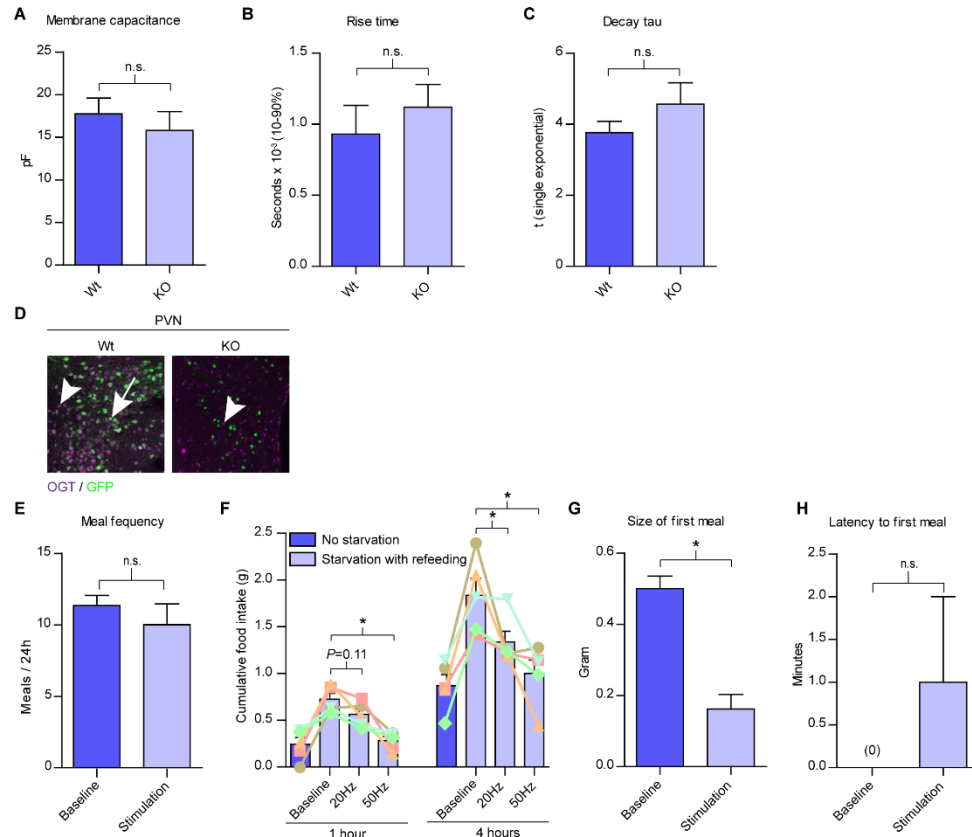 A
Membrane capacitance
n.s.
25
20
15
10
5
0
pF
Wt
KO
B
Rise time
n.s.
1.5
1.0
0.5
0.0
Seconds x 10-3 (10-90%)
Wt
KO
C
Decay tau
n.s.
6
4
2
0
t (single exponential)
Wt
KO
D
PVN
Wt
KO
OGT / GFP
E
Meal fequency
n.s.
15
10
5
0
Meals / 24h
Baseline
Stimulation
F
No starvation
Starvation with refeeding
2.5
2.0
1.5
1.0
0.5
0.0
Cumulative food intake (g)
*
P=0.11
*
*
Baseline
20Hz
50Hz
1 hour
Baseline
20Hz
50Hz
4 hours
G
Size of first meal
*
0.6
0.4
0.2
0.0
Gram
Baseline
Stimulation
H
Latency to first meal
n.s.
2.5
2.0
1.5
1.0
0.5
0.0
Minutes
(0)
Baseline
Stimulation